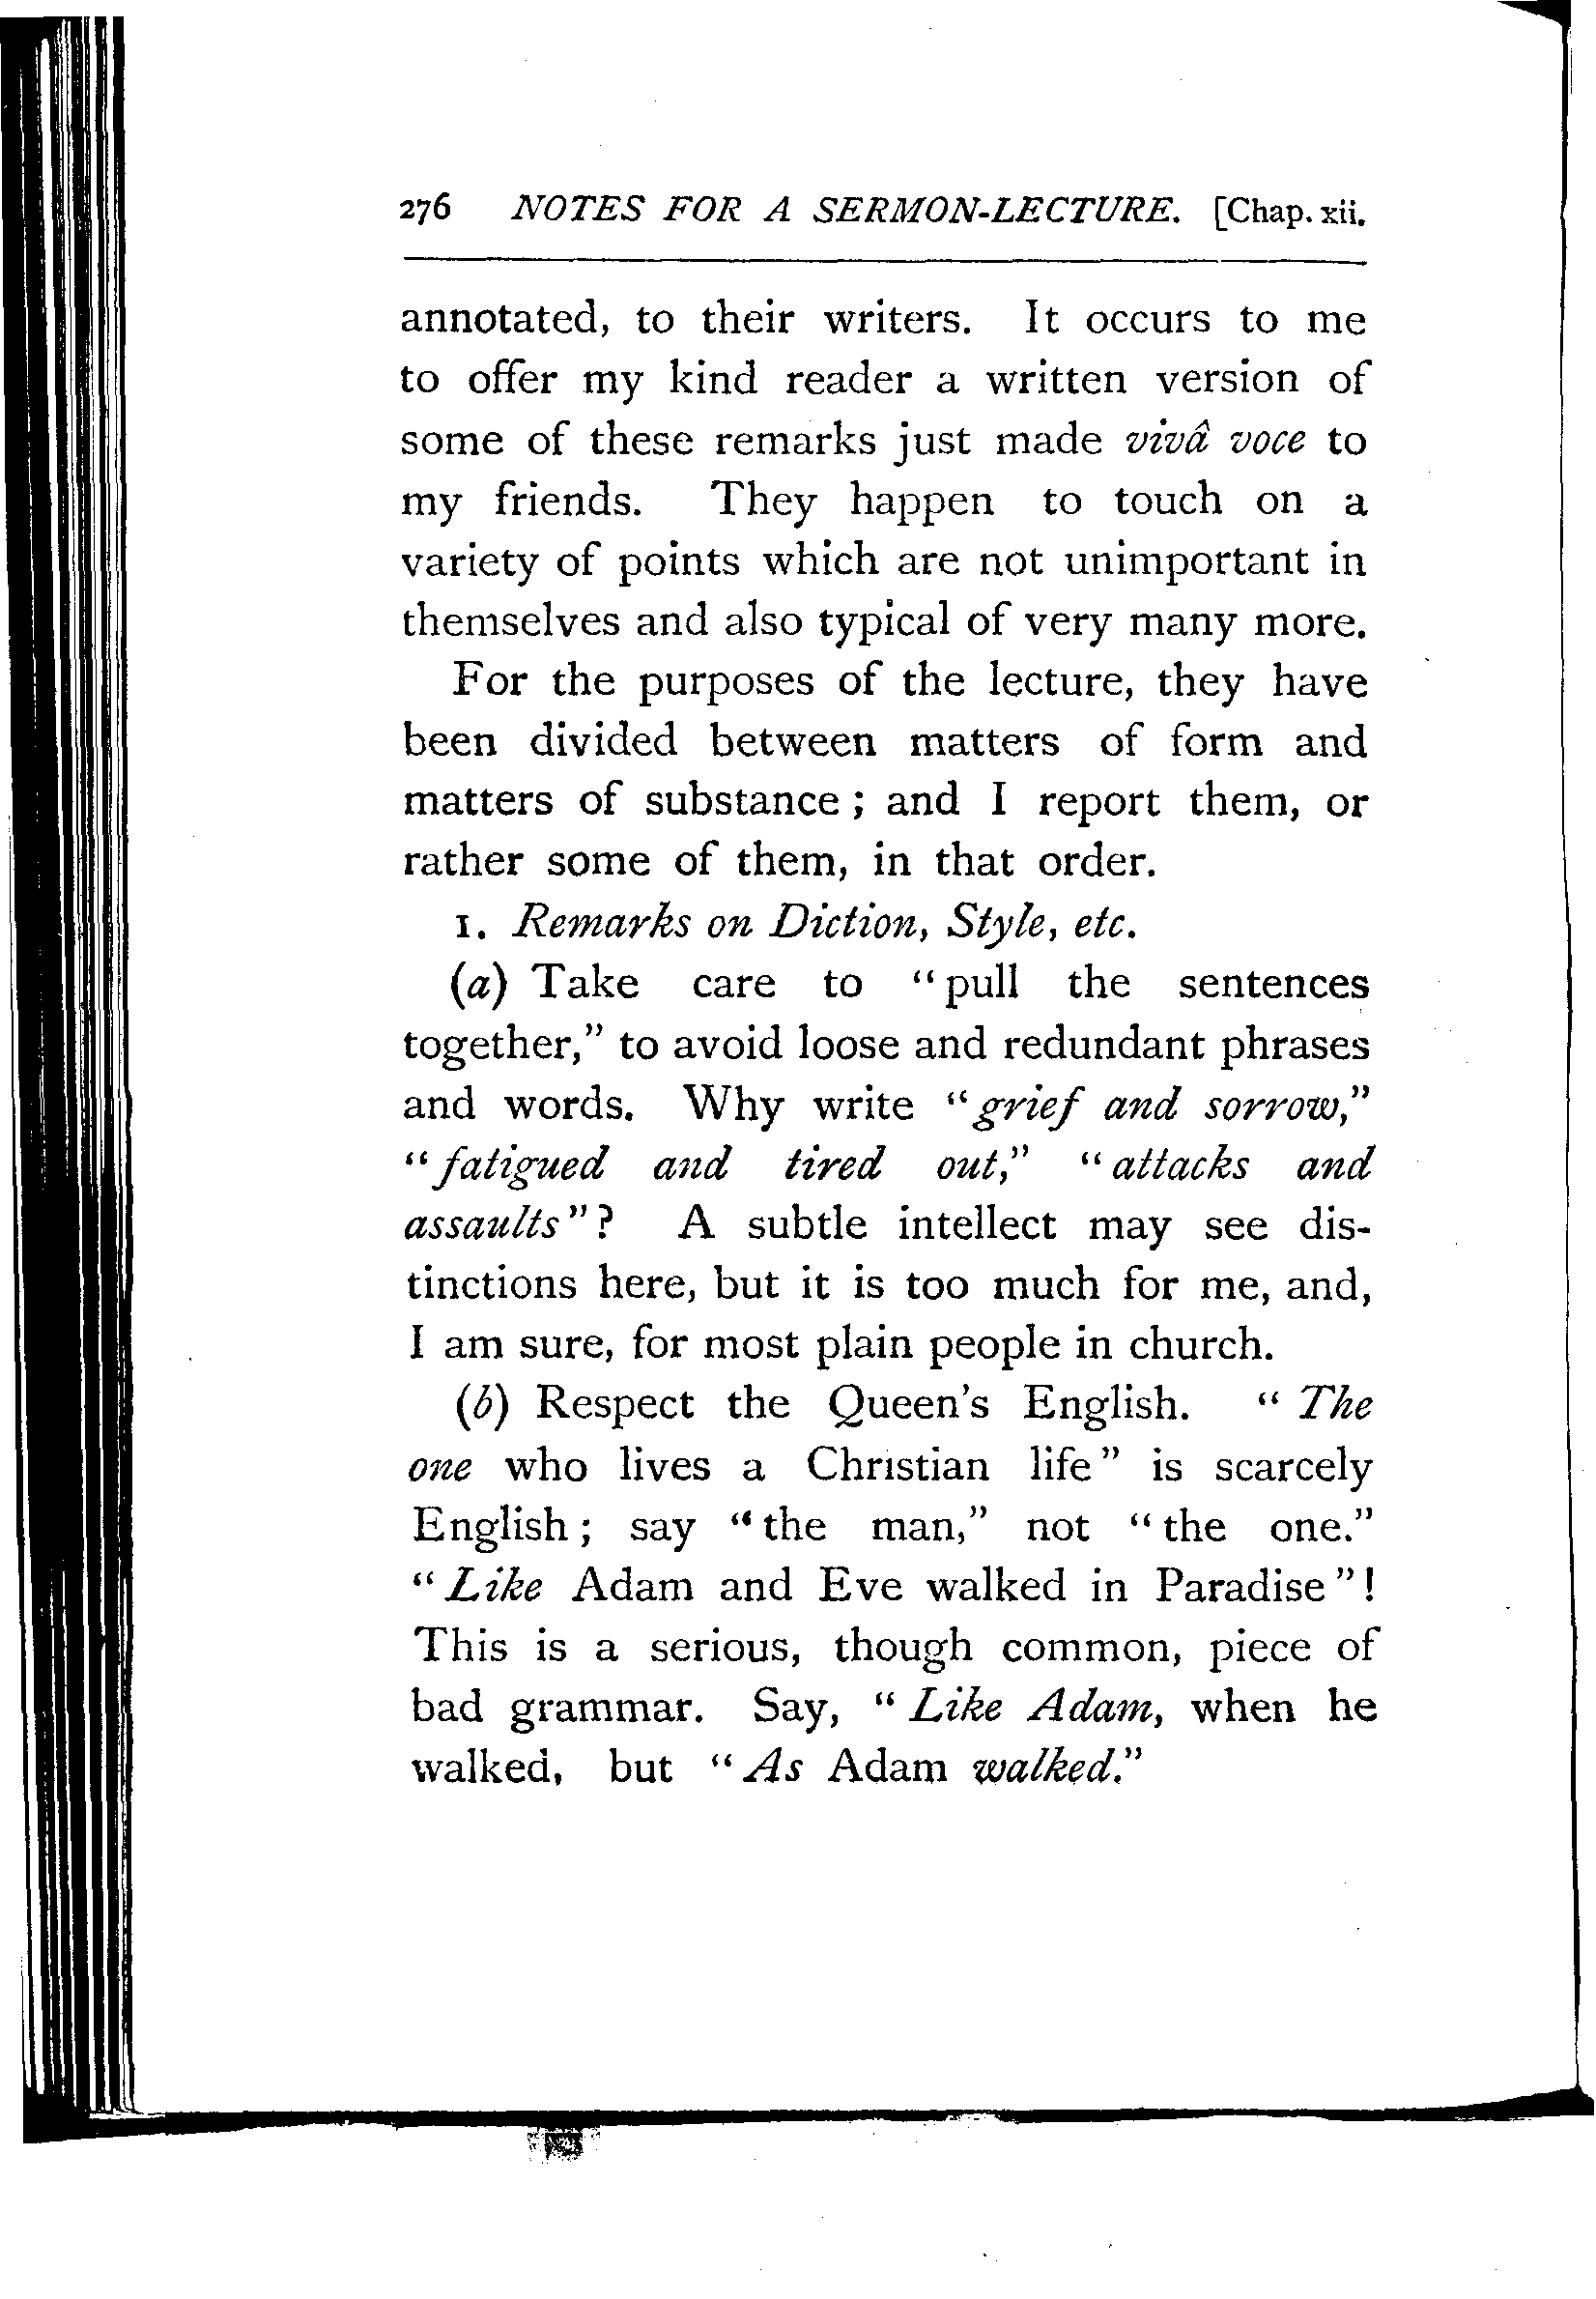 276 NOTES FOR A SERMON-LECTURE. [Chap. xii.
annotated, to their writers. It occurs to me
to offer my kind reader a written version of
some of these remarks just made vivâ voce to
my friends. They happen to touch on a
variety of points which are not unimportant in
themselves and also typical of very many more.
For the purposes of the lecture, they have
been divided between matters of form and
matters of substance ; and I report them, or
rather some of them, in that order.
1. Remarks on Diction, Style, etc.
(a) Take care to “pull the sentences
together,” to avoid loose and redundant phrases
and words. Why write “grief and sorrow,”
“fatigued and tired out,” “attacks and
assaults”? A subtle intellect may see dis-
tinctions here, but it is too much for me, and,
I am sure, for most plain people in church.
(b) Respect the Queen's English. “The
one who lives a Christian life” is scarcely
English ; say “the man,” not “the one.”
“Like Adam and Eve walked in Paradise”!
This is a serious, though common, piece of
bad grammar. Say, “Like Adam, when he
walked, but “As Adam walked.”